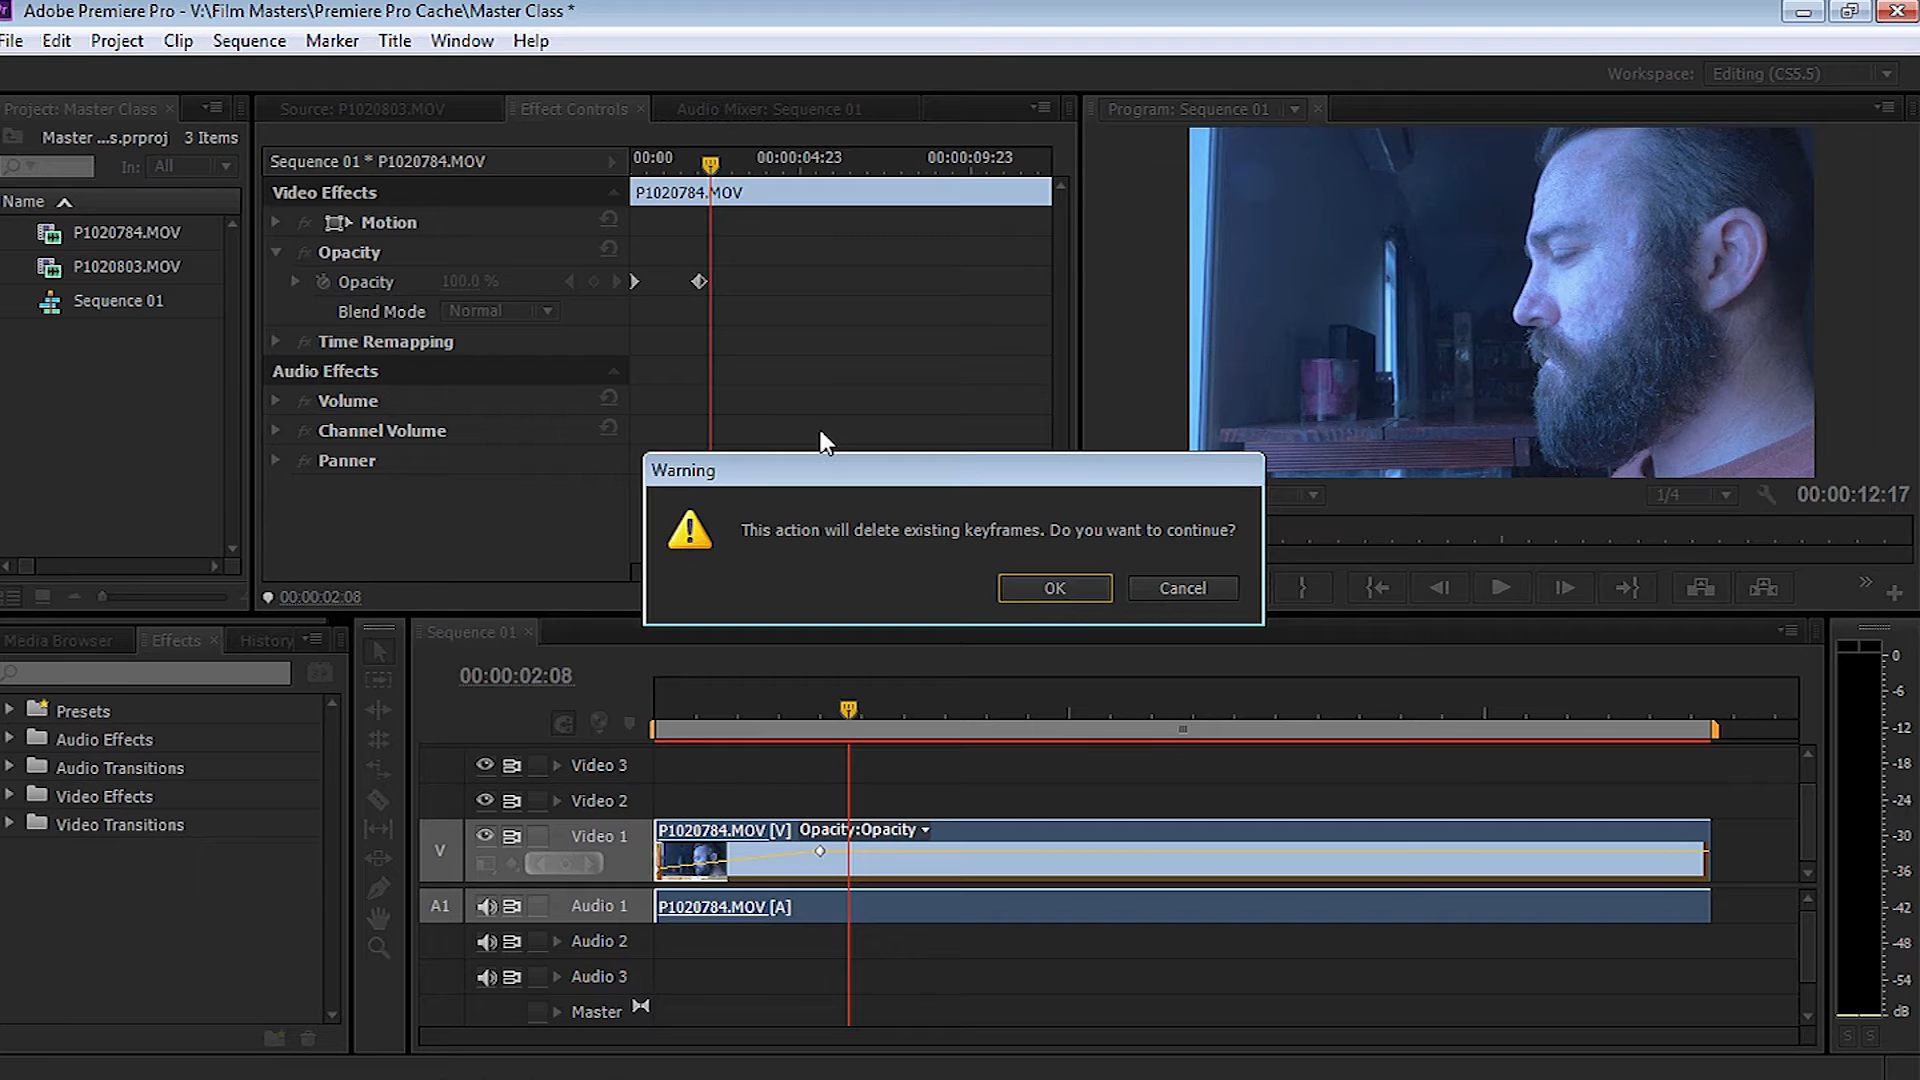 Adobe Premiere Pro - V:\Film Masters\Premiere Pro Cache\Master Class *
File Edit Project Clip Sequence Marker Title Window Help
Workspace: Editing (CS5.5)
Project: Master Class
Source: P1020803.MOV
Effect Controls
Audio Mixer: Sequence 01
Program: Sequence 01
Master ...s.prproj 3 Items
In: All
Name
P1020784.MOV
P1020803.MOV
Sequence 01
Sequence 01 * P1020784.MOV
00:00 00:00:04:23 00:00:09:23
P1020784.MOV
Video Effects
fx Motion
fx Opacity
Opacity 100.0 %
Blend Mode Normal
fx Time Remapping
Audio Effects
fx Volume
fx Channel Volume
fx Panner
00:00:02:08
Warning
This action will delete existing keyframes. Do you want to continue?
OK Cancel
1/4 00:00:12:17
Media Browser Effects History
Presets
Audio Effects
Audio Transitions
Video Effects
Video Transitions
Sequence 01
00:00:02:08
Video 3
Video 2
V Video 1
P1020784.MOV [V] Opacity:Opacity
A1 Audio 1
P1020784.MOV [A]
Audio 2
Audio 3
Master
0
-6
-12
-18
-24
-30
-36
-42
-48
-54
dB
S S